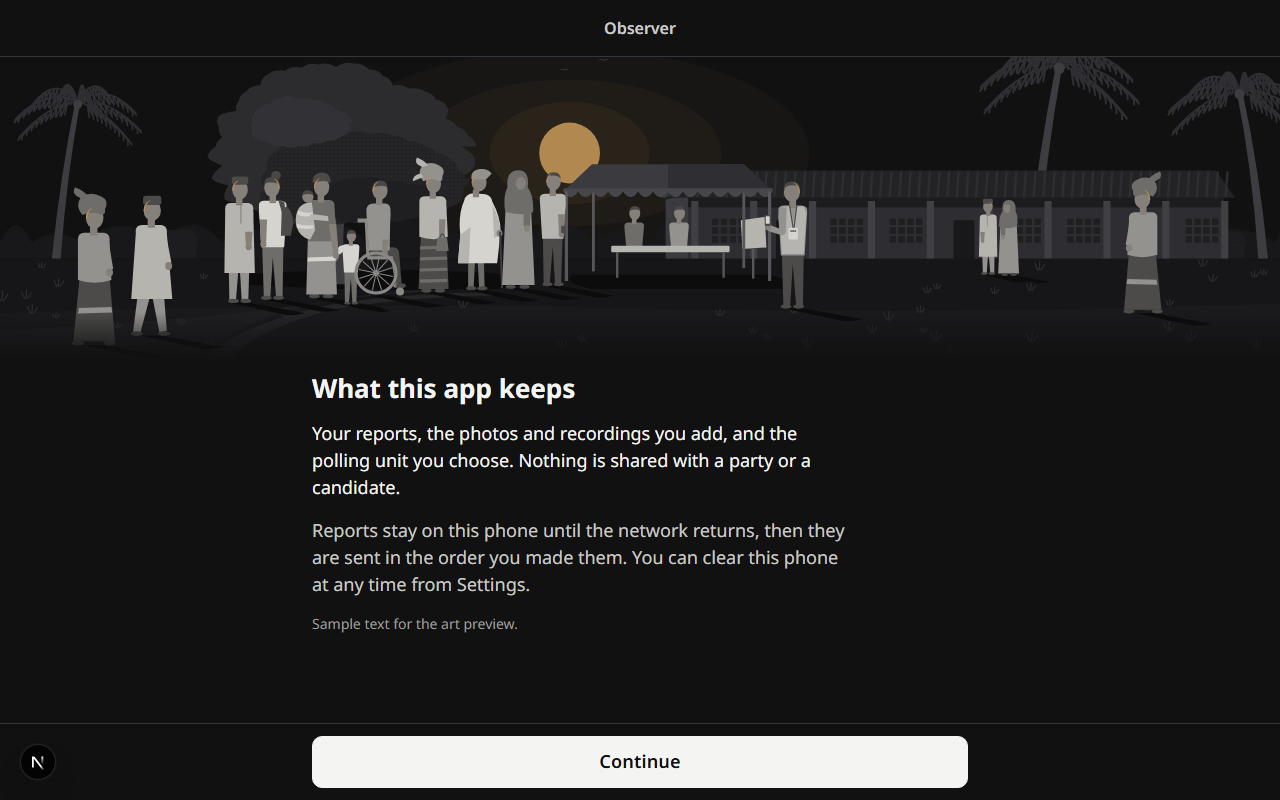 Observer
What this app keeps
Your reports, the photos and recordings you add, and the
polling unit you choose. Nothing is shared with a party or a
candidate.
Reports stay on this phone until the network returns, then they
are sent in the order you made them. You can clear this phone
at any time from Settings.
Sample text for the art preview.
N
Continue